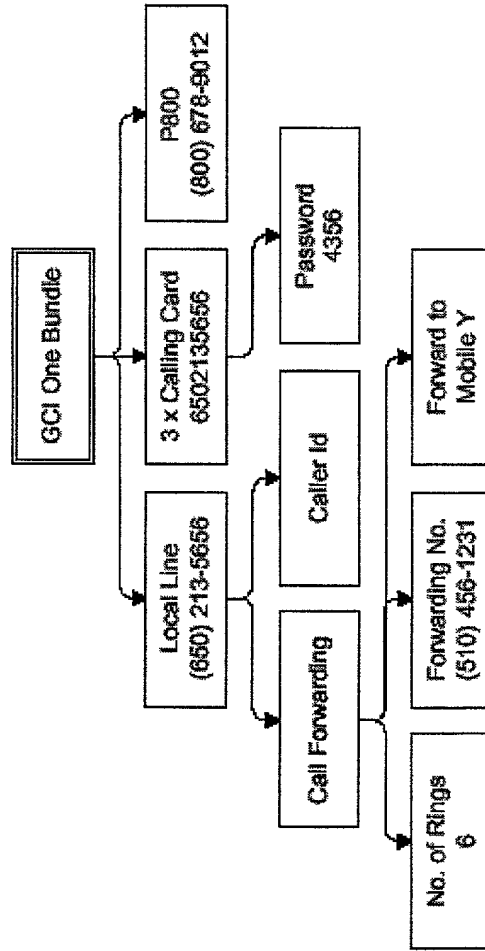 GCI One Bundle
Local Line
(650) 213-5656
3 x Calling Card
6502135656
P800
(800) 678-9012
Call Forwarding
Caller Id
Password
4356
No. of Rings
6
Forwarding No.
(510) 456-1231
Forward to
Mobile Y